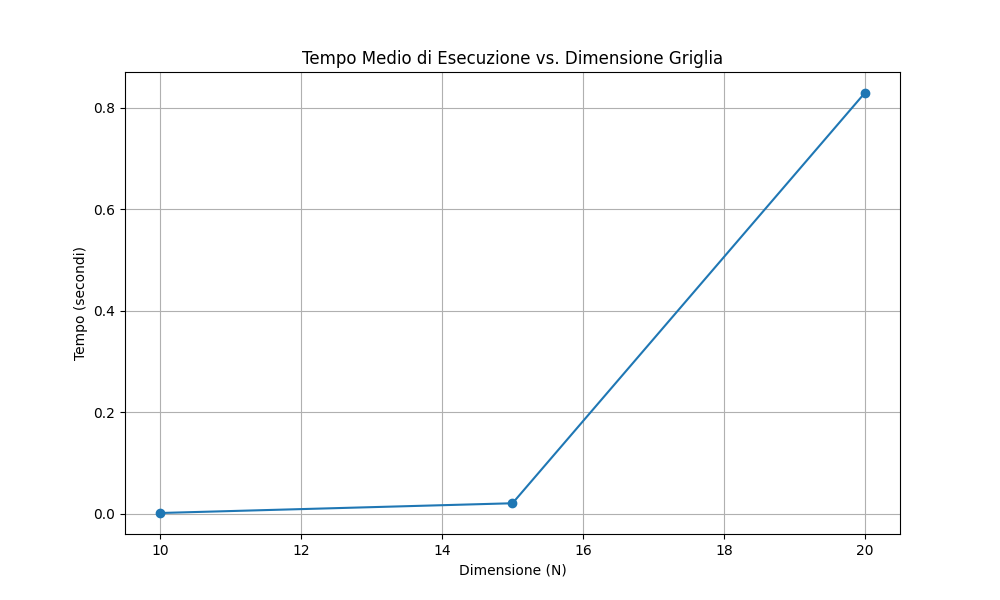 Tempo Medio di Esecuzione vs. Dimensione Griglia
0.8
0.6
0.4
0.2
0.0
Tempo (secondi)
10 12 14 16 18 20
Dimensione (N)